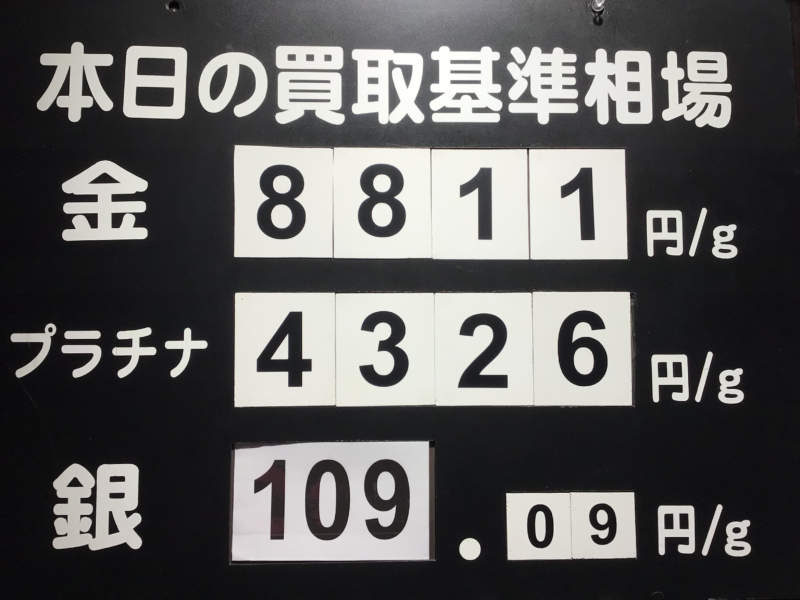 本日の買取基準相場
金 8811 円/g
プラチナ 4326 円/g
銀 109.09 円/g